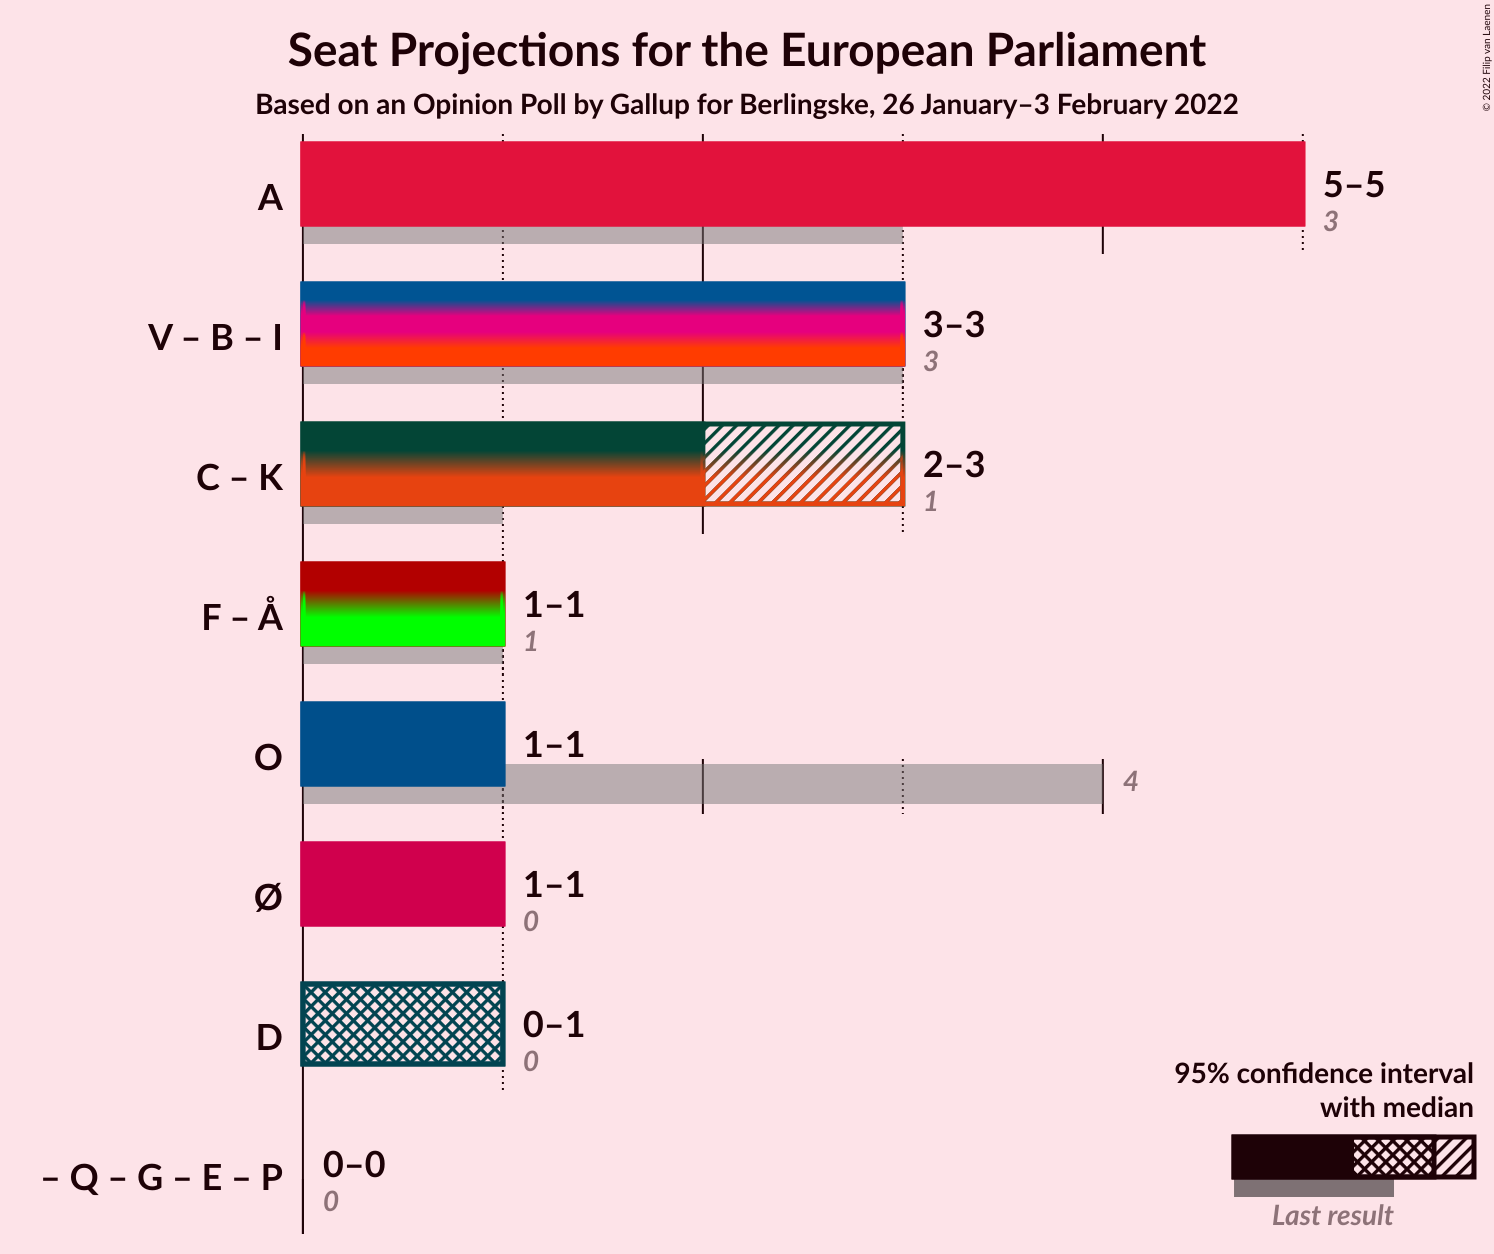 Seat Projections for the European Parliament
Based on an Opinion Poll by Gallup for Berlingske, 26 January–3 February 2022
© 2022 Filip van Laenen
A
5–5
3
V – B – I
3–3
3
C – K
2–3
1
F – Å
1–1
1
O
1–1
4
Ø
1–1
0
D
0–1
0
– Q – G – E – P
0–0
0
95% confidence interval
with median
Last result